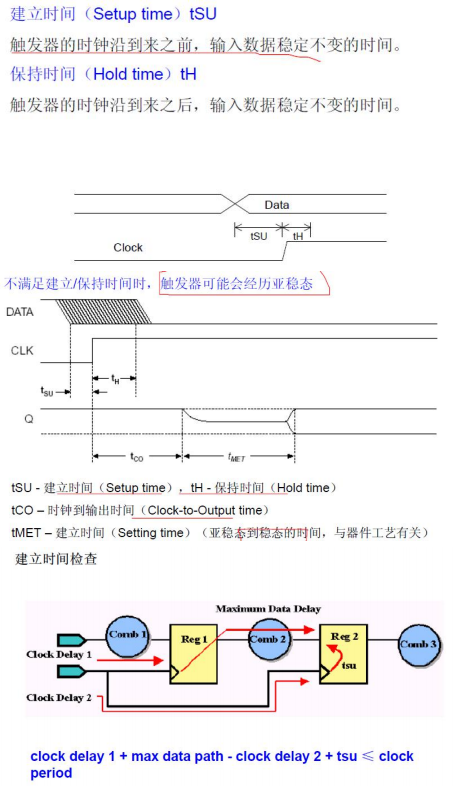 建立时间（Setup time）tSU
触发器的时钟沿到来之前，输入数据稳定不变的时间。
保持时间（Hold time）tH
触发器的时钟沿到来之后，输入数据稳定不变的时间。
Data
tSU tH
Clock
不满足建立/保持时间时，触发器可能会经历亚稳态
DATA
CLK
tH
tSU
Q
tCO tMET
tSU - 建立时间（Setup time），tH - 保持时间（Hold time）
tCO – 时钟到输出时间（Clock-to-Output time）
tMET – 建立时间（Setting time）（亚稳态到稳态的时间，与器件工艺有关）
建立时间检查
Maximum Data Delay
Comb 1 Reg 1 Comb 2 Reg 2 Comb 3
Clock Delay 1
tsu
Clock Delay 2
clock delay 1 + max data path - clock delay 2 + tsu ≤ clock
period